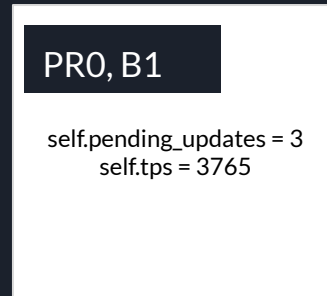 PR0, B1
self.pending_updates = 3
self.tps = 3765